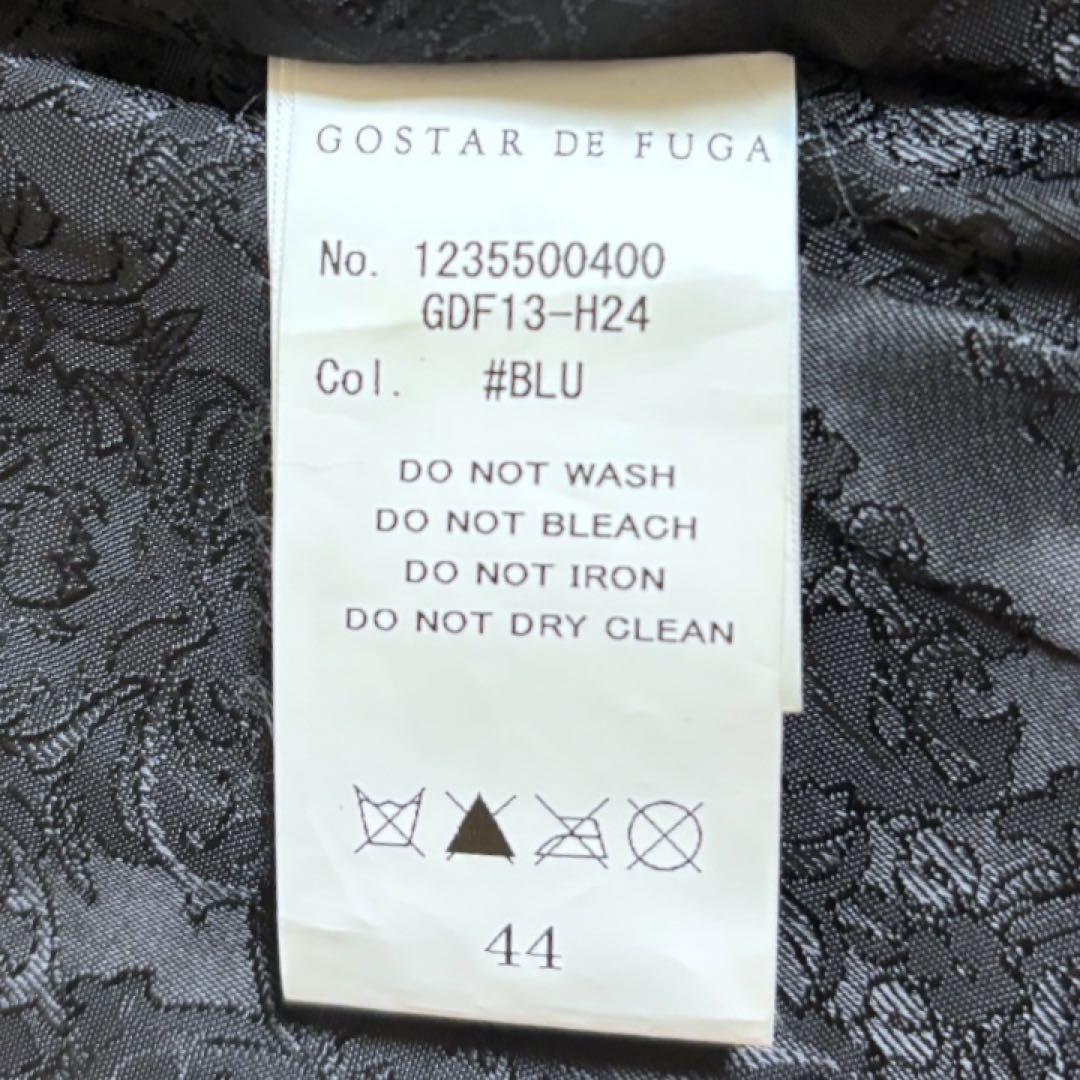 GOSTAR DE FUGA
No. 1235500400
GDF13-H24
Col. #BLU
DO NOT WASH
DO NOT BLEACH
DO NOT IRON
DO NOT DRY CLEAN
44